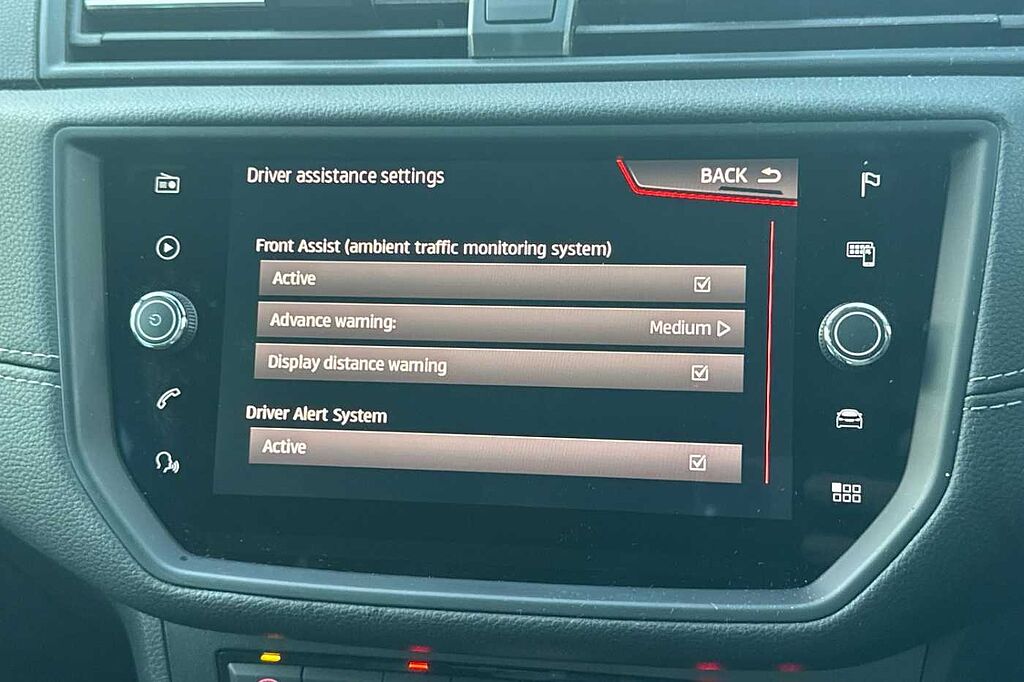 Driver assistance settings
BACK
Front Assist (ambient traffic monitoring system)
Active
Advance warning:
Medium
Display distance warning
Driver Alert System
Active